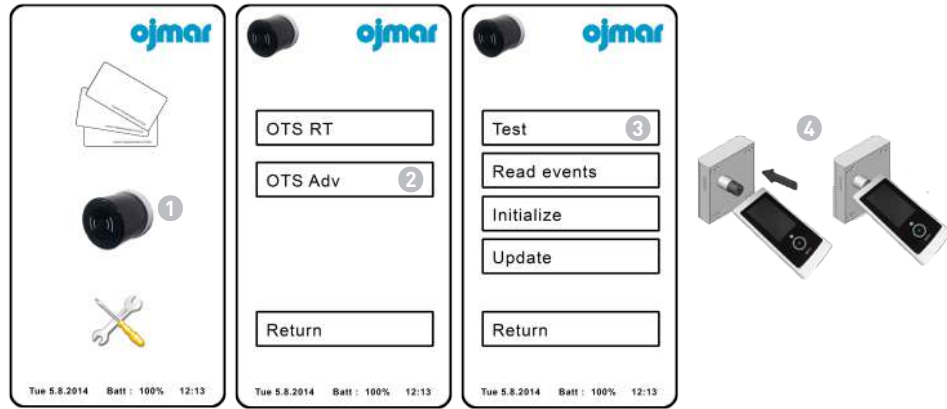 ojmar
1
Tue 5.8.2014 Batt : 100% 12:13
ojmar
OTS RT
OTS Adv 2
Return
Tue 5.8.2014 Batt : 100% 12:13
ojmar
Test 3
Read events
Initialize
Update
Return
Tue 5.8.2014 Batt : 100% 12:13
4